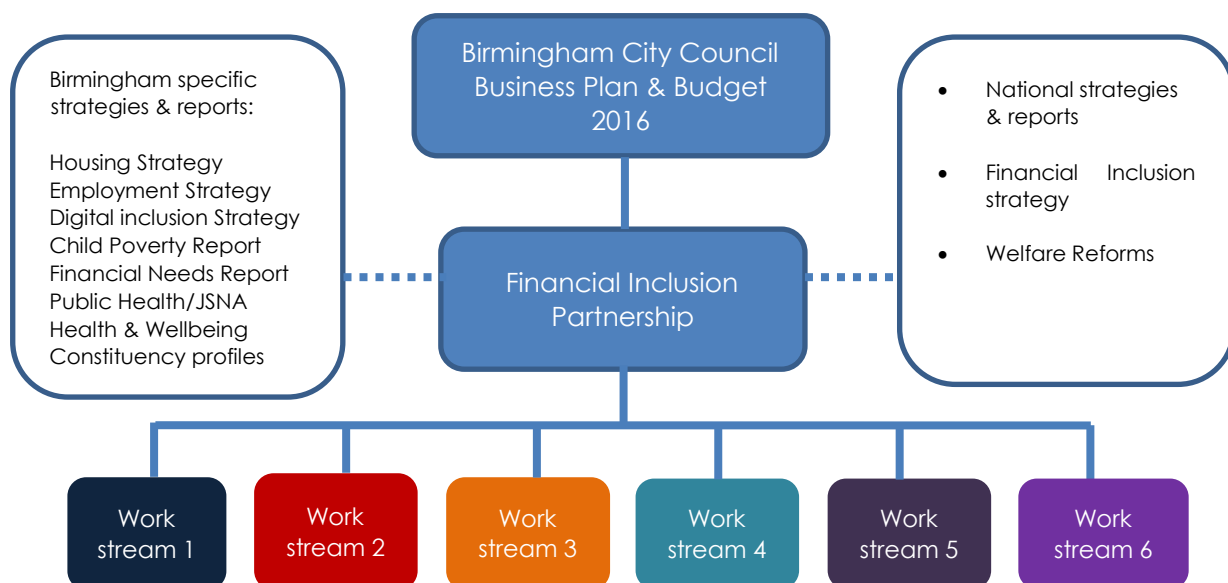 Birmingham City Council
Business Plan & Budget
2016
Birmingham specific
strategies & reports:
Housing Strategy
Employment Strategy
Digital inclusion Strategy
Child Poverty Report
Financial Needs Report
Public Health/JSNA
Health & Wellbeing
Constituency profiles
• National strategies
& reports
• Financial Inclusion
strategy
• Welfare Reforms
Financial Inclusion
Partnership
Work
stream 1
Work
stream 2
Work
stream 3
Work
stream 4
Work
stream 5
Work
stream 6